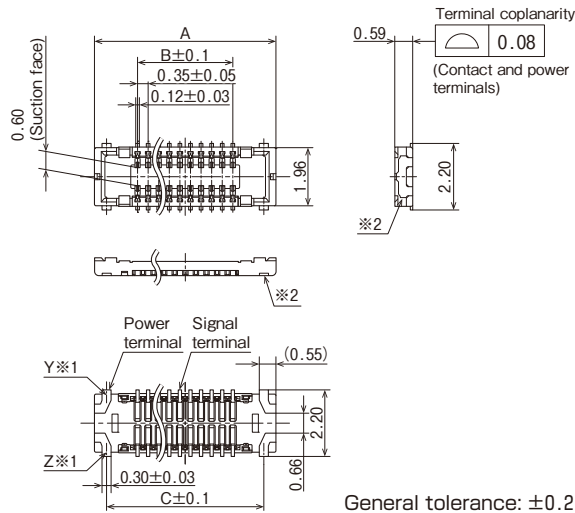 A
B±0.1
0.35±0.05
0.12±0.03
0.60
(Suction face)
1.96
0.59
Terminal coplanarity
0.08
(Contact and power
terminals)
2.20
※2
※2
Power
terminal
Signal
terminal
(0.55)
Y※1
Z※1
0.30±0.03
C±0.1
0.66
2.20
General tolerance: ±0.2